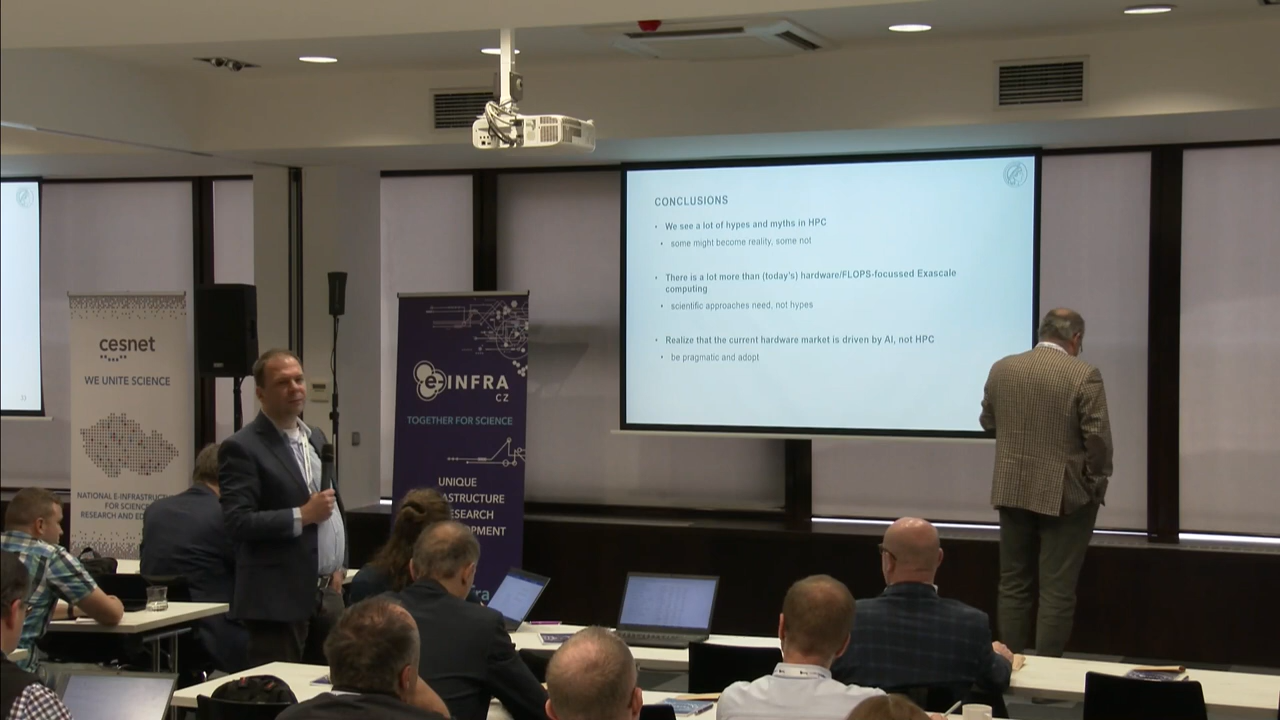 CONCLUSIONS
• We see a lot of hypes and myths in HPC
• some might become reality, some not
• There is a lot more than (today's) hardware/FLOPS-focussed Exascale
computing
• scientific approaches need, not hypes
• Realize that the current hardware market is driven by AI, not HPC
• be pragmatic and adopt
cesnet
WE UNITE SCIENCE
NATIONAL E-INFRASTRUC
FOR SCIENC
RESEARCH AND ED
e-INFRA
CZ
TOGETHER FOR SCIENCE
UNIQUE
ASTRUCTURE
ESEARCH
OPMENT